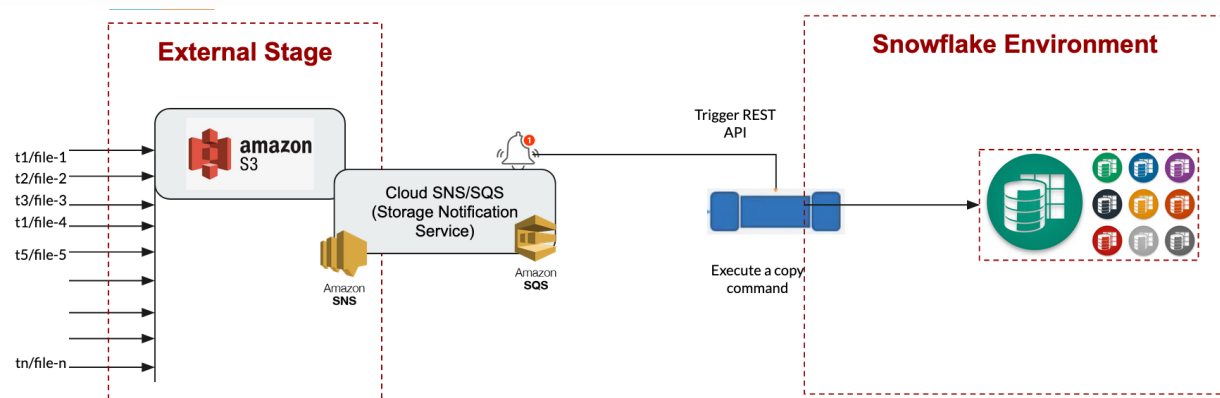 External Stage
Snowflake Environment
amazon
S3
t1/file-1
t2/file-2
t3/file-3
t1/file-4
t5/file-5
tn/file-n
Cloud SNS/SQS
(Storage Notification
Service)
1
Amazon
SNS
Amazon
SQS
Trigger REST
API
Execute a copy
command